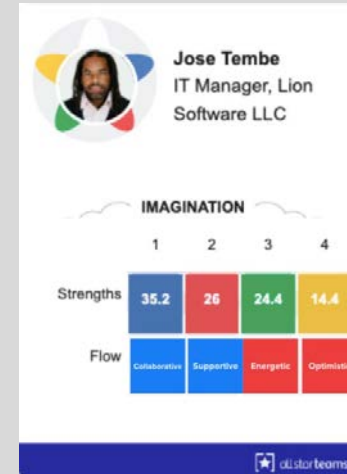 Jose Tembe
IT Manager, Lion
Software LLC
IMAGINATION
1 2 3 4
Strengths 35.2 26 24.4 14.4
Flow Collaborative Supportive Energetic Optimisti
allstarteams